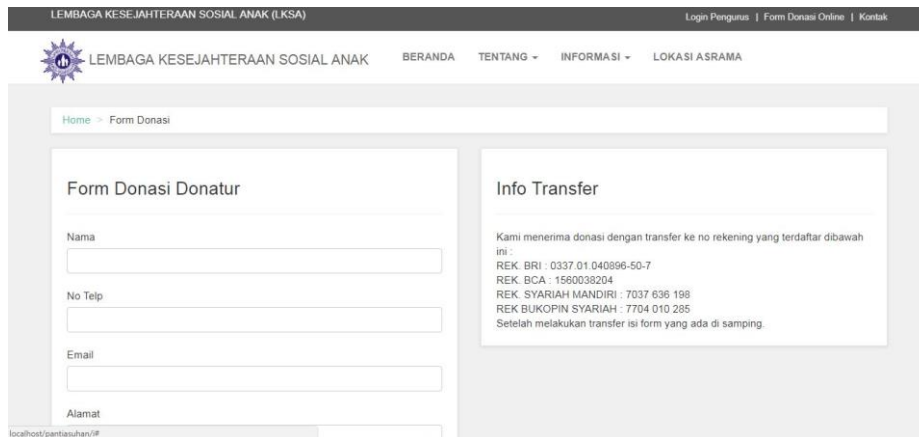 LEMBAGA KESEJAHTERAAN SOSIAL ANAK (LKSA)
Login Pengurus | Form Donasi Online | Kontak
LEMBAGA KESEJAHTERAAN SOSIAL ANAK
BERANDA TENTANG INFORMASI LOKASI ASRAMA
Home > Form Donasi
Form Donasi Donatur
Nama
No Telp
Email
Alamat
Info Transfer
Kami menerima donasi dengan transfer ke no rekening yang terdaftar dibawah
ini :
REK. BRI : 0337.01.040896-50-7
REK. BCA : 1560038204
REK. SYARIAH MANDIRI : 7037 636 198
REK BUKOPIN SYARIAH : 7704 010 285
Setelah melakukan transfer isi form yang ada di samping.
localhost/pantiasuhan/i#